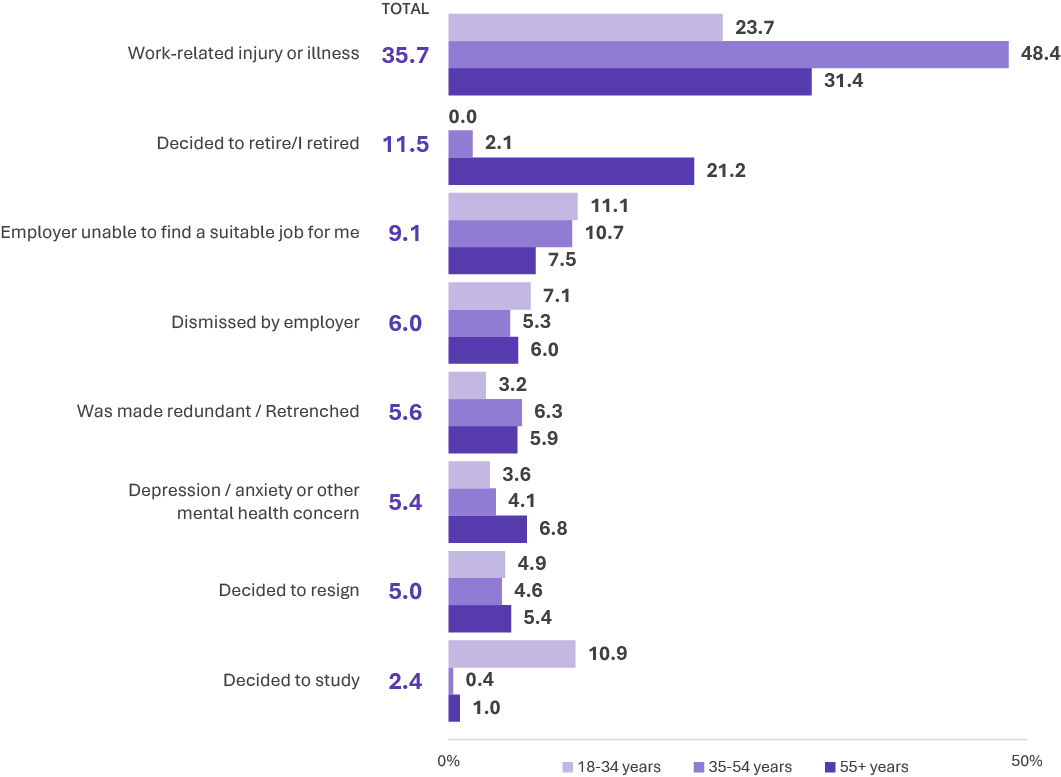 TOTAL
Work-related injury or illness 35.7
23.7
48.4
31.4
Decided to retire/I retired 11.5
0.0
2.1
21.2
Employer unable to find a suitable job for me 9.1
11.1
10.7
7.5
Dismissed by employer 6.0
7.1
5.3
6.0
Was made redundant / Retrenched 5.6
3.2
6.3
5.9
Depression / anxiety or other
mental health concern 5.4
3.6
4.1
6.8
Decided to resign 5.0
4.9
4.6
5.4
Decided to study 2.4
10.9
0.4
1.0
0% 50%
18-34 years 35-54 years 55+ years